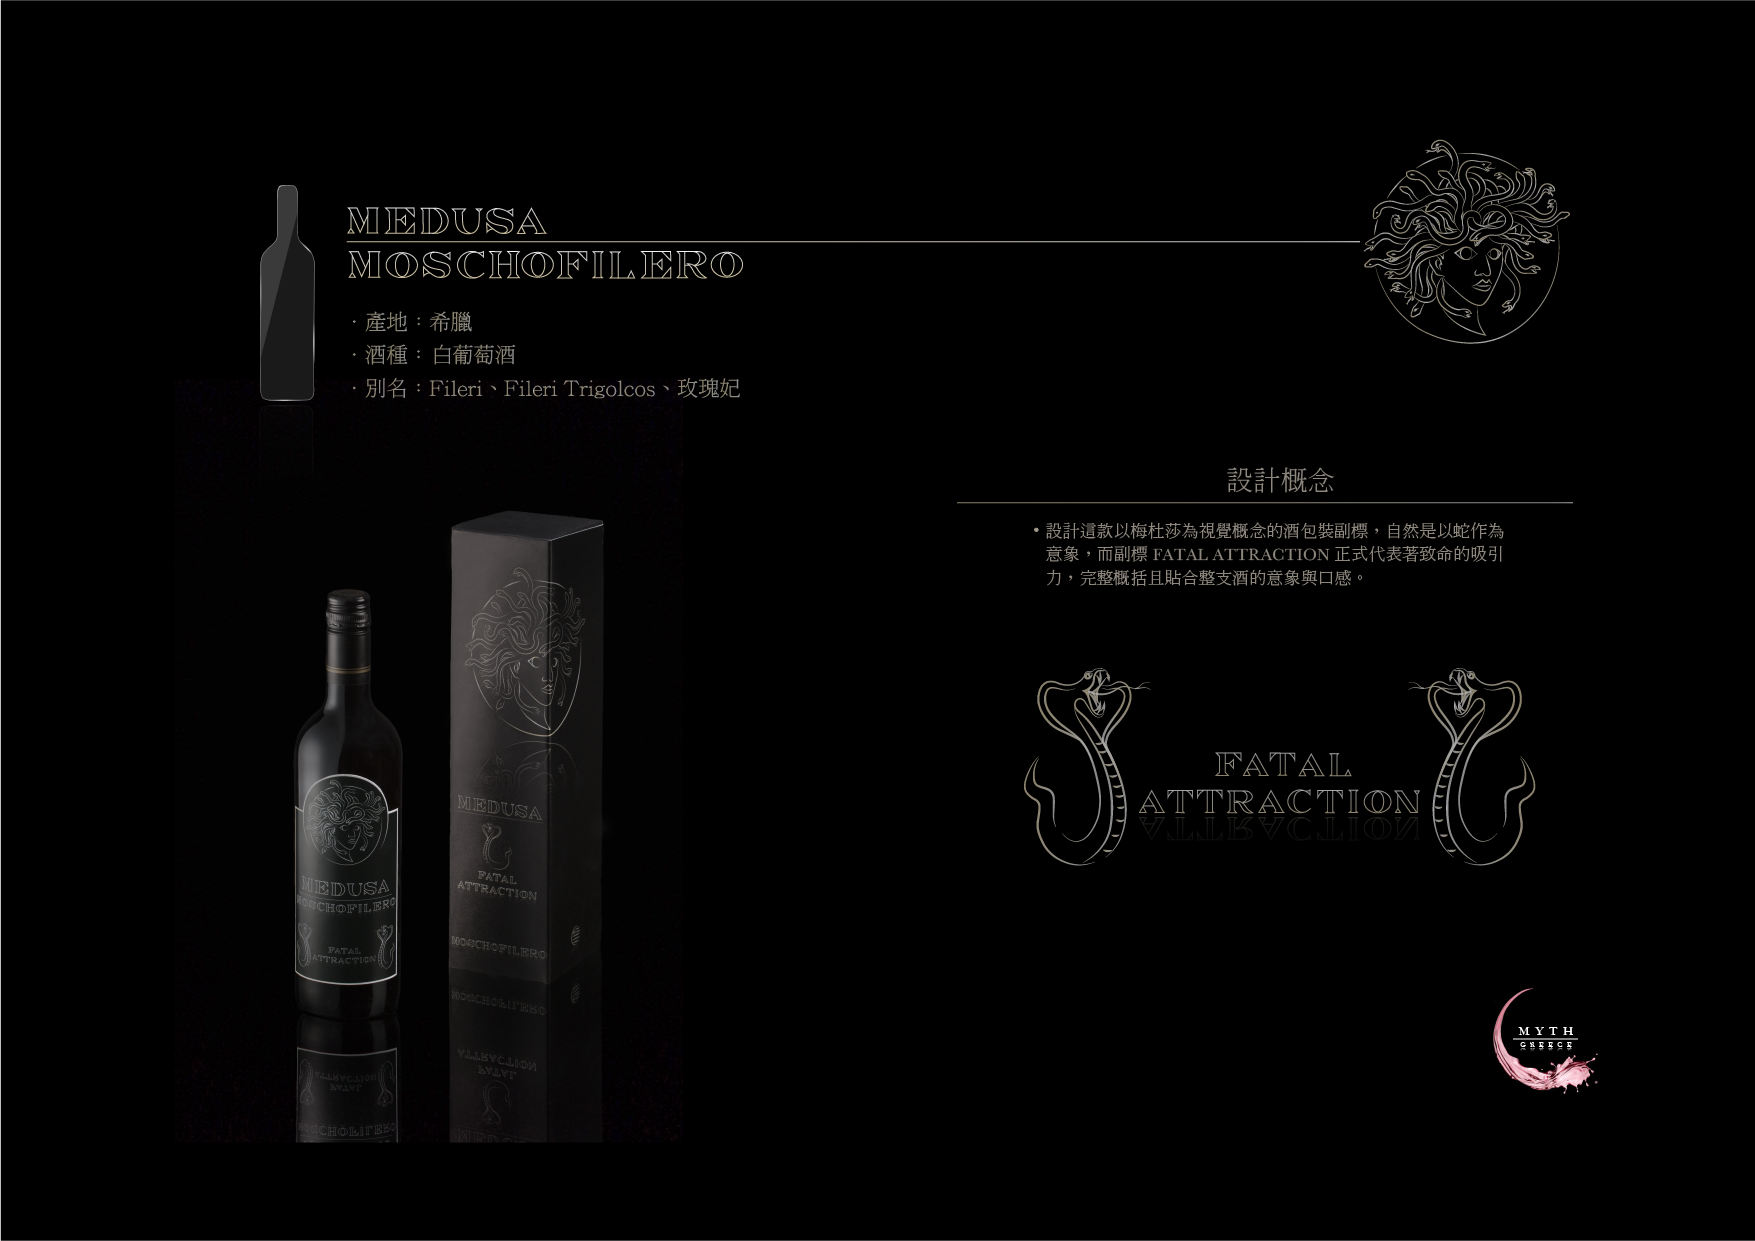 MEDUSA
MOSCHOFILERO
·產地：希臘
·酒種：白葡萄酒
·別名：Fileri、Fileri Trigolcos、玫瑰妃
設計概念
•設計這款以梅杜莎為視覺概念的酒包裝副標，自然是以蛇作為
意象，而副標 FATAL ATTRACTION 正式代表著致命的吸引
力，完整概括且貼合整支酒的意象與口感。
FATAL
ATTRACTION
MEDUSA
MOSCHOFILERO
FATAL
ATTRACTION
MEDUSA
FATAL
ATTRACTION
MOSCHOFILERO
MYTH
GREECE